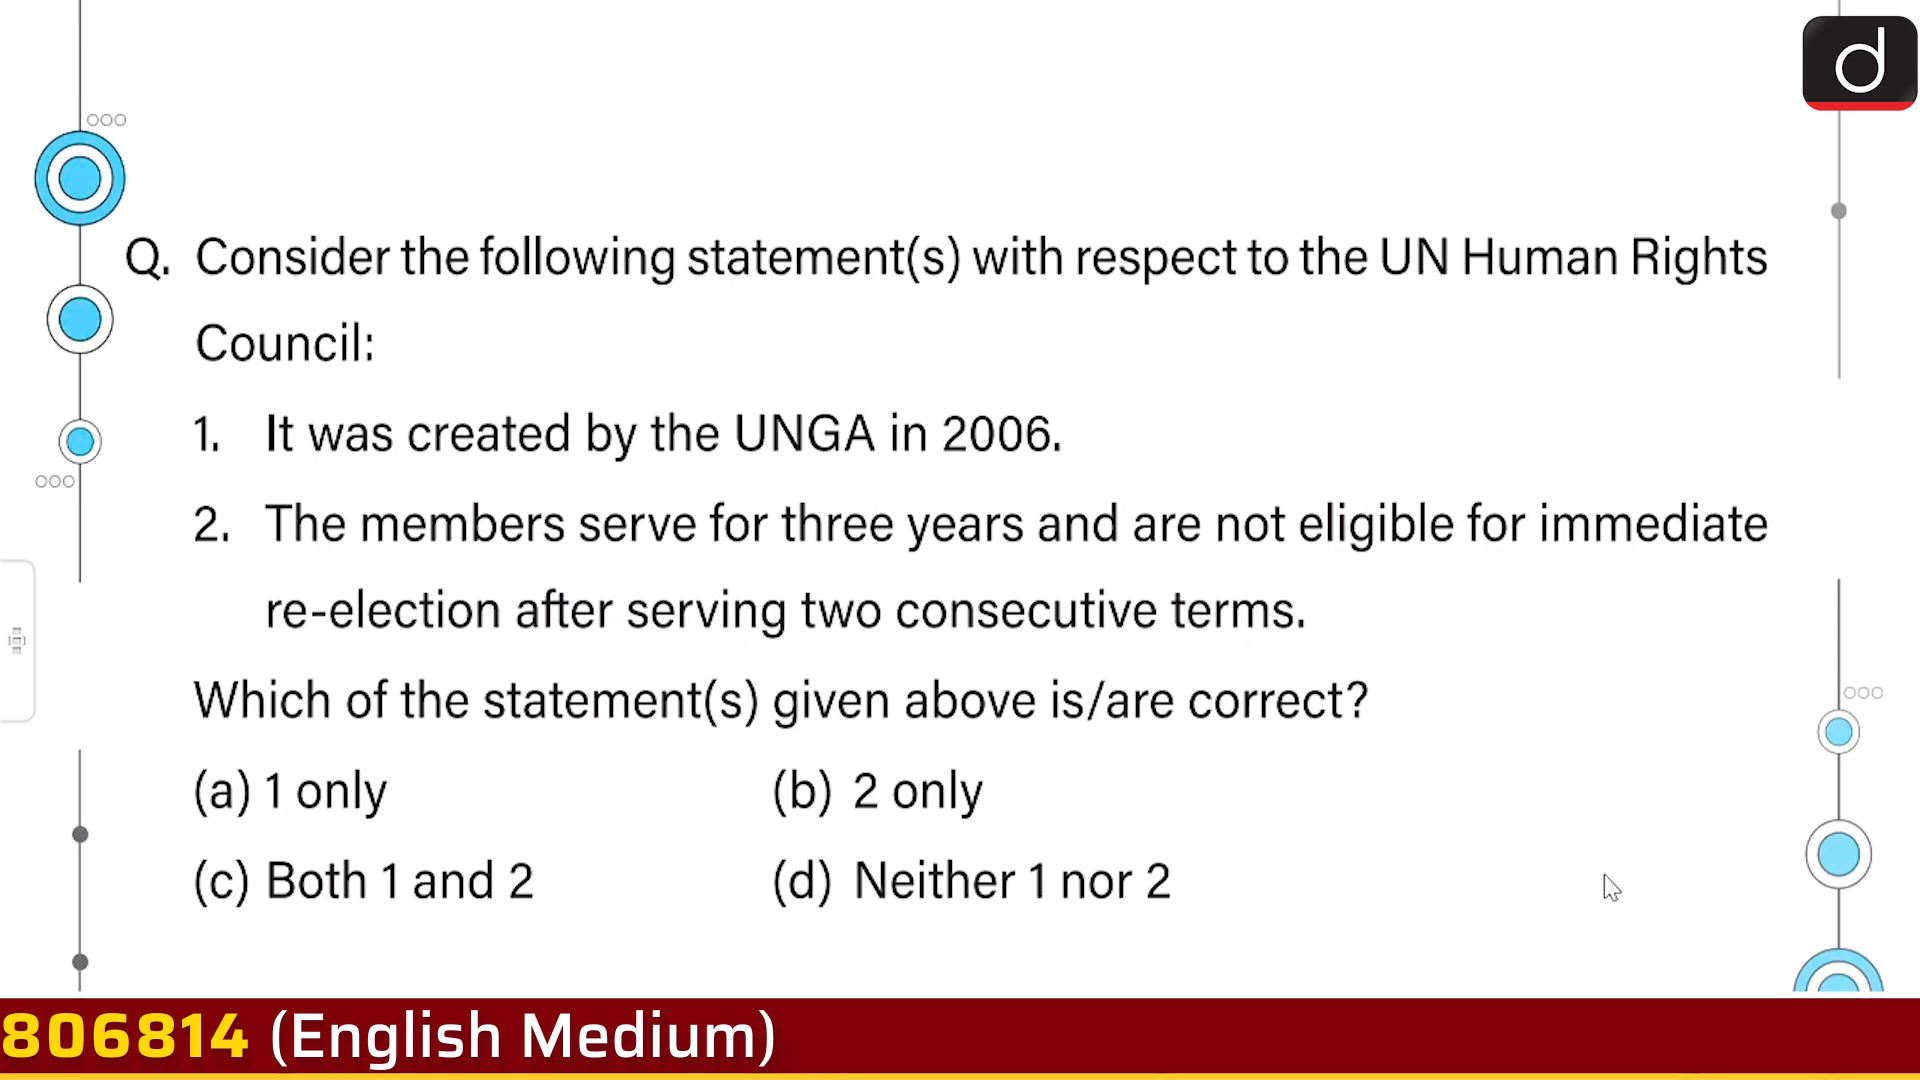 d
Q. Consider the following statement(s) with respect to the UN Human Rights
Council:
1. It was created by the UNGA in 2006.
2. The members serve for three years and are not eligible for immediate
re-election after serving two consecutive terms.
Which of the statement(s) given above is/are correct?
(a) 1 only (b) 2 only
(c) Both 1 and 2 (d) Neither 1 nor 2
806814 (English Medium)